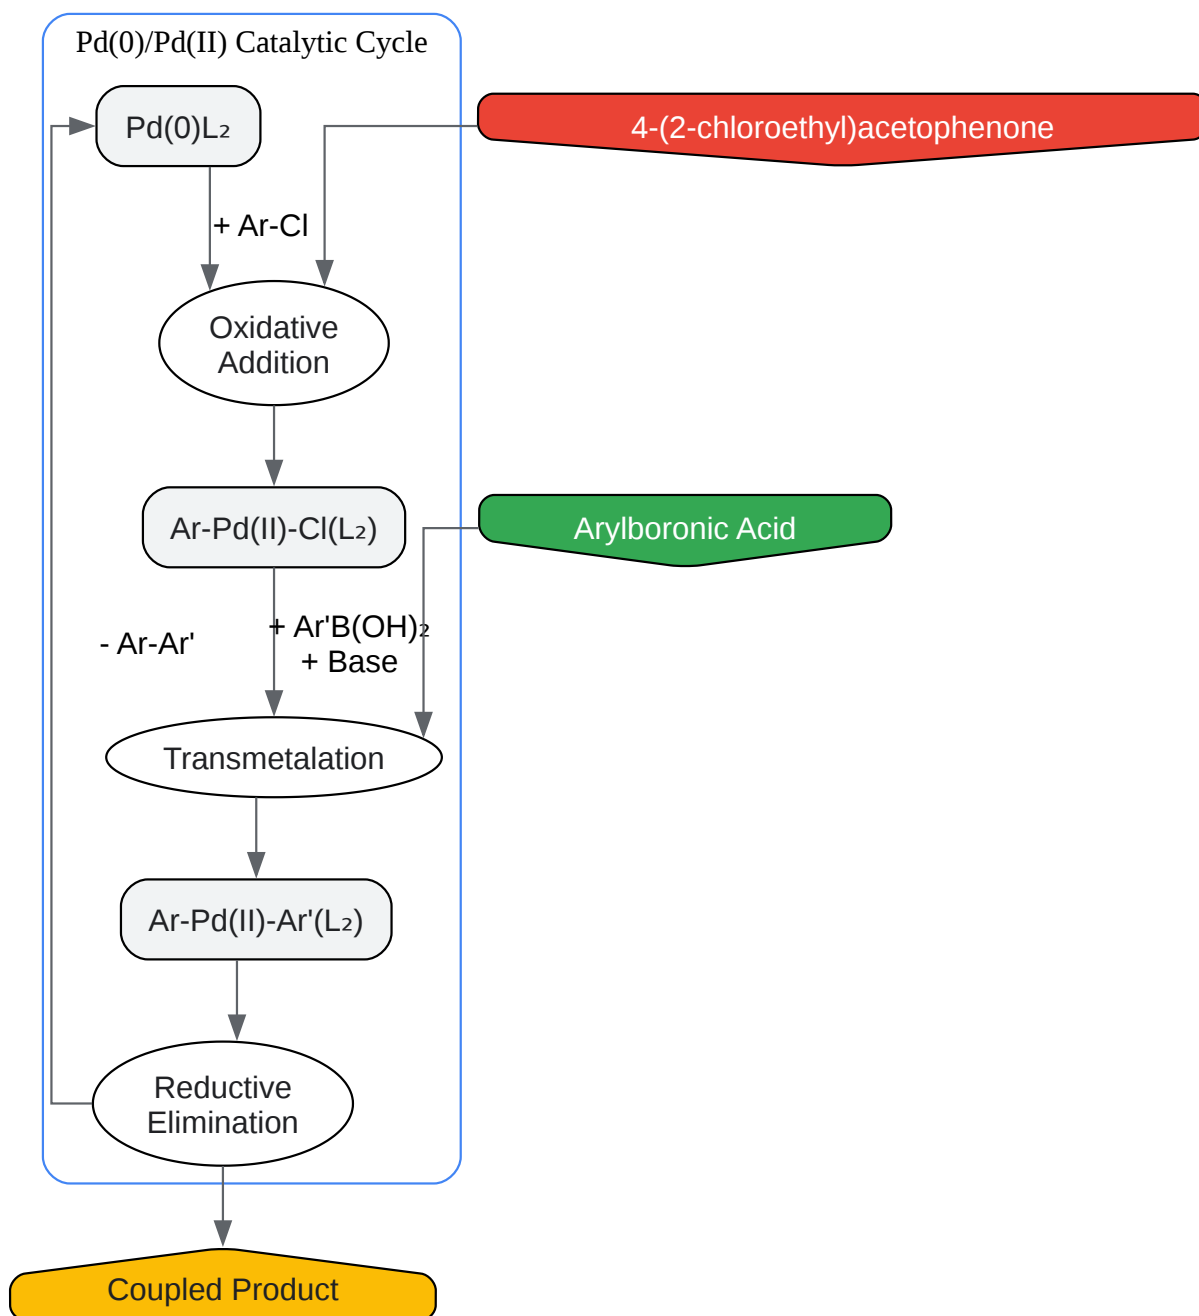 Pd(0)/Pd(II) Catalytic Cycle
Pd(0)L₂
4-(2-chloroethyl)acetophenone
+ Ar-Cl
Oxidative
Addition
Ar-Pd(II)-Cl(L₂)
Arylboronic Acid
- Ar-Ar'
+ Ar'B(OH)₂
+ Base
Transmetalation
Ar-Pd(II)-Ar'(L₂)
Reductive
Elimination
Coupled Product